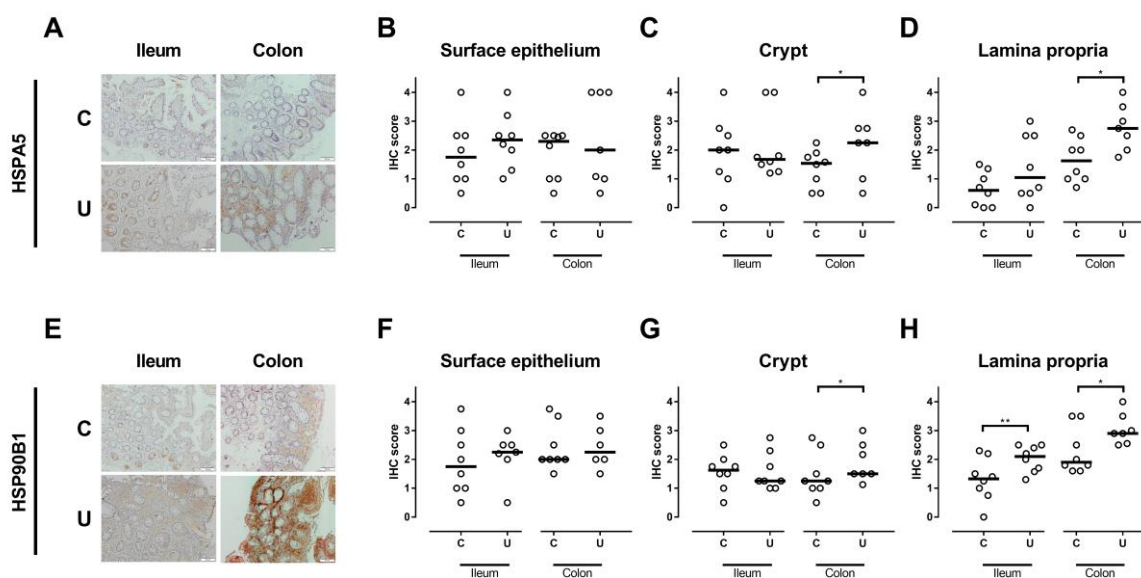 A
Ileum
Colon
HSPA5
C
U
B
Surface epithelium
IHC score
4
3
2
1
0
C
U
C
U
Ileum
Colon
C
Crypt
*
IHC score
4
3
2
1
0
C
U
C
U
Ileum
Colon
D
Lamina propria
*
IHC score
4
3
2
1
0
C
U
C
U
Ileum
Colon
E
Ileum
Colon
HSP90B1
C
U
F
Surface epithelium
IHC score
4
3
2
1
0
C
U
C
U
Ileum
Colon
G
Crypt
*
IHC score
4
3
2
1
0
C
U
C
U
Ileum
Colon
H
Lamina propria
**
*
IHC score
4
3
2
1
0
C
U
C
U
Ileum
Colon